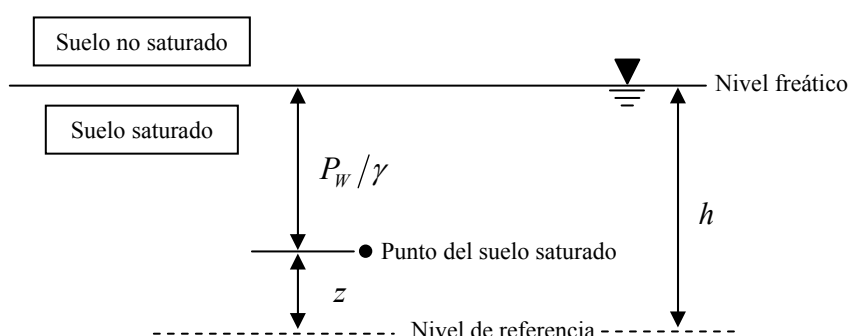 Suelo no saturado
Nivel freático
Suelo saturado
P_W/γ
h
Punto del suelo saturado
z
Nivel de referencia